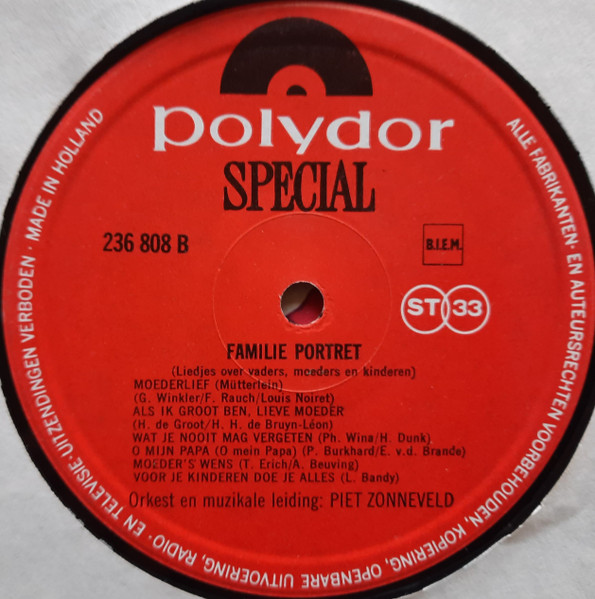 polydor
SPECIAL
236 808 B
B.I.E.M.
ST 33
FAMILIE PORTRET
(Liedjes over vaders, moeders en kinderen)
MOEDERLIEF (Mütterlein)
(G. Winkler/F. Rauch/Louis Noiret)
ALS IK GROOT BEN, LIEVE MOEDER
(H. de Groot/H. H. de Bruyn-Léon)
WAT JE NOOIT MAG VERGETEN (Ph. Wina/H. Dunk)
O MIJN PAPA (O mein Papa) (P. Burkhard/E. v.d. Brande)
MOEDER'S WENS (T. Erich/A. Beuving)
VOOR JE KINDEREN DOE JE ALLES (L. Bandy)
Orkest en muzikale leiding: PIET ZONNEVELD
ALLE FABRIKANTEN- EN AUTEURSRECHTEN VOORBEHOUDEN, KOPIERING, OPENBARE UITVOERING, RADIO- EN TELEVISIE-UITZENDINGEN VERBODEN · MADE IN HOLLAND